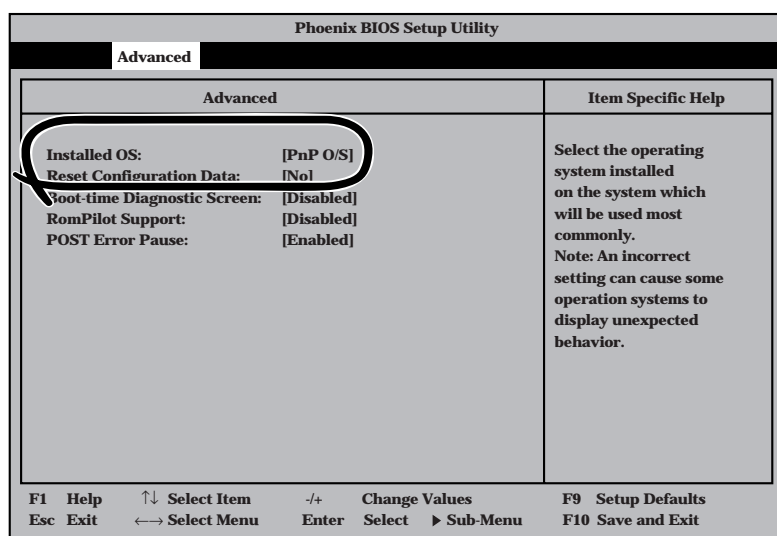 Phoenix BIOS Setup Utility
Advanced
Advanced
Item Specific Help
Installed OS: [PnP O/S]
Reset Configuration Data: [No]
Boot-time Diagnostic Screen: [Disabled]
RomPilot Support: [Disabled]
POST Error Pause: [Enabled]
Select the operating
system installed
on the system which
will be used most
commonly.
Note: An incorrect
setting can cause some
operation systems to
display unexpected
behavior.
F1 Help ↑↓ Select Item -/+ Change Values F9 Setup Defaults
Esc Exit ←→ Select Menu Enter Select ▶ Sub-Menu F10 Save and Exit